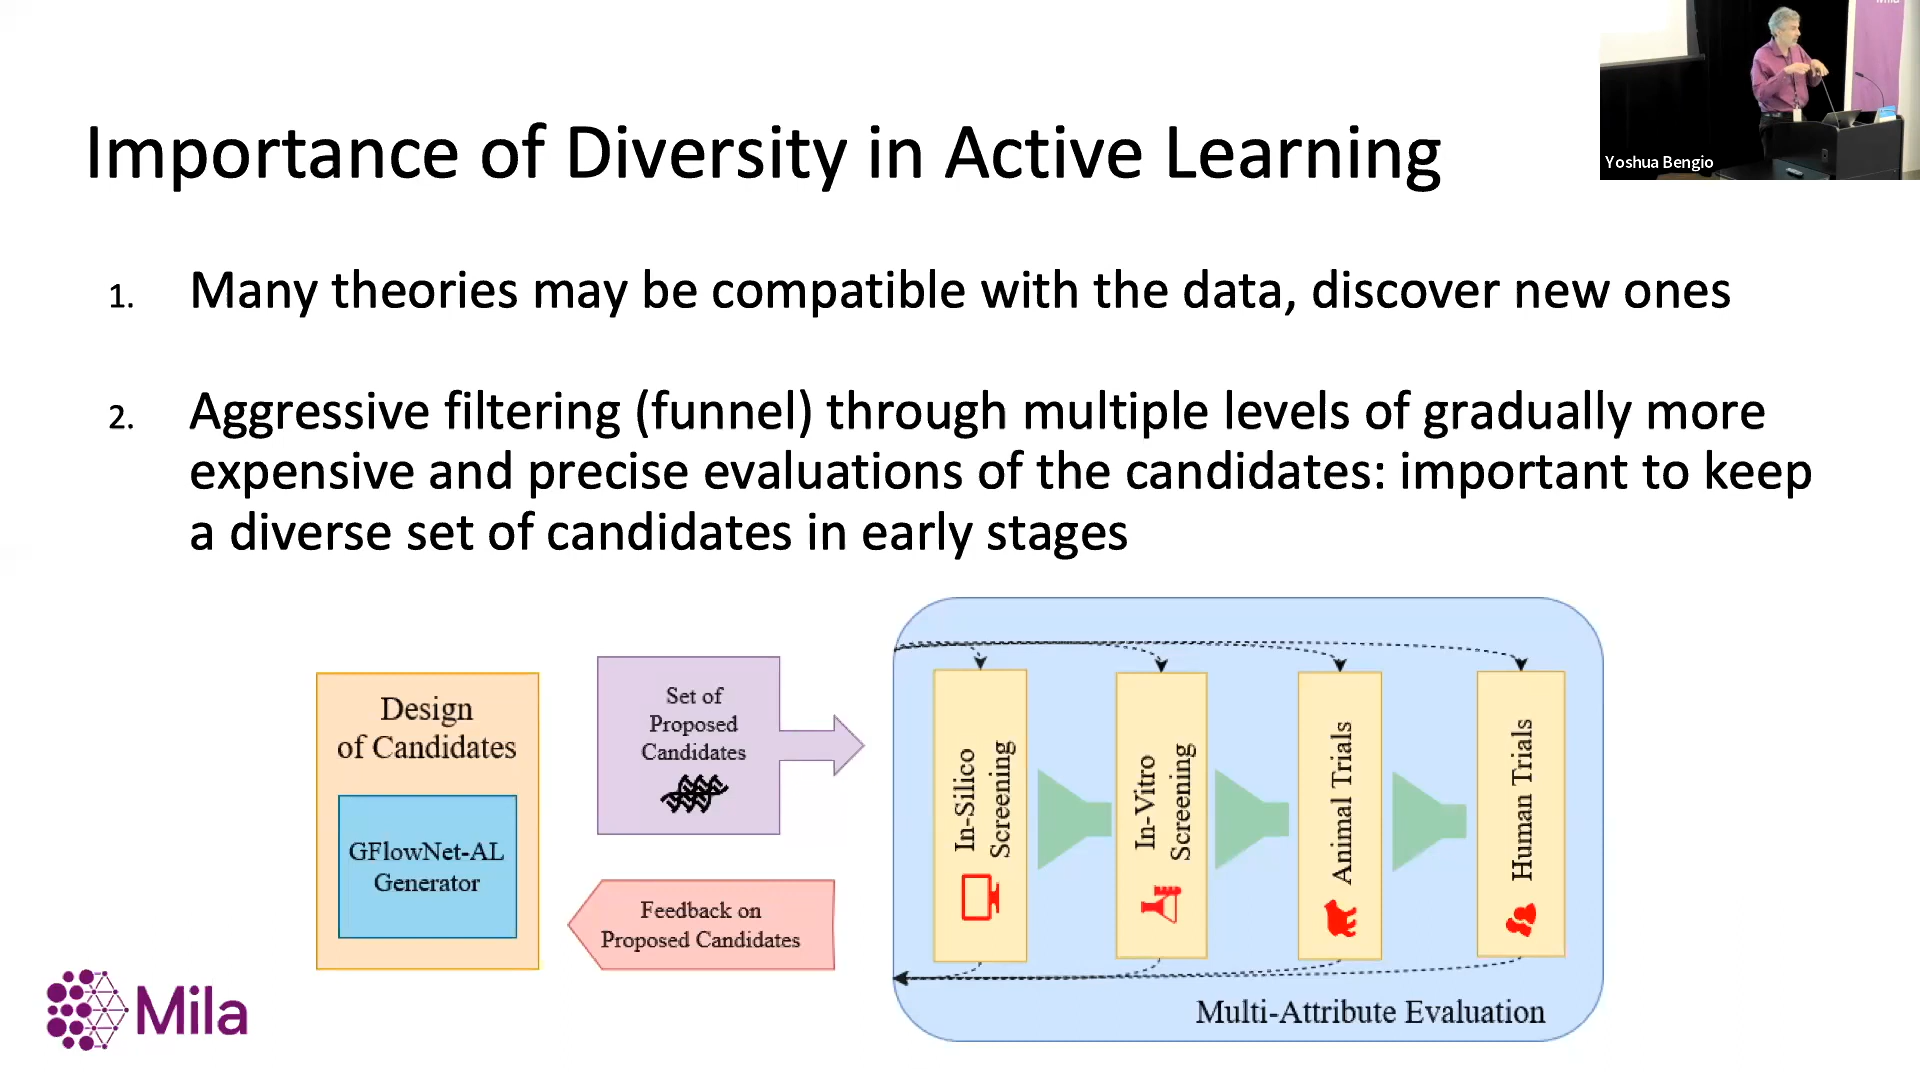 Importance of Diversity in Active Learning
Yoshua Bengio
1. Many theories may be compatible with the data, discover new ones
2. Aggressive filtering (funnel) through multiple levels of gradually more
expensive and precise evaluations of the candidates: important to keep
a diverse set of candidates in early stages
Design
of Candidates
GFlowNet-AL
Generator
Set of
Proposed
Candidates
Feedback on
Proposed Candidates
In-Silico
Screening
In-Vitro
Screening
Animal Trials
Human Trials
Multi-Attribute Evaluation
Mila